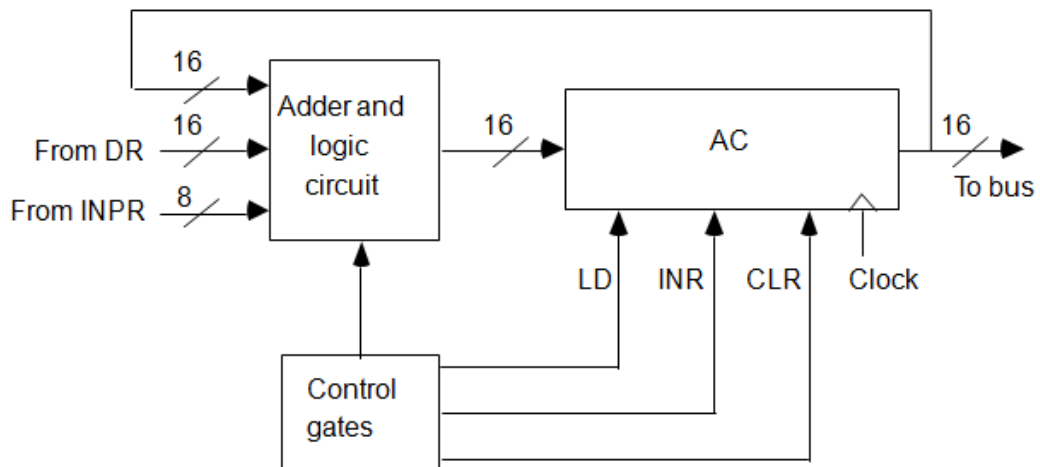 16
Adder and
logic
circuit
From DR
16
From INPR
8
16
AC
16
To bus
LD
INR
CLR
Clock
Control
gates